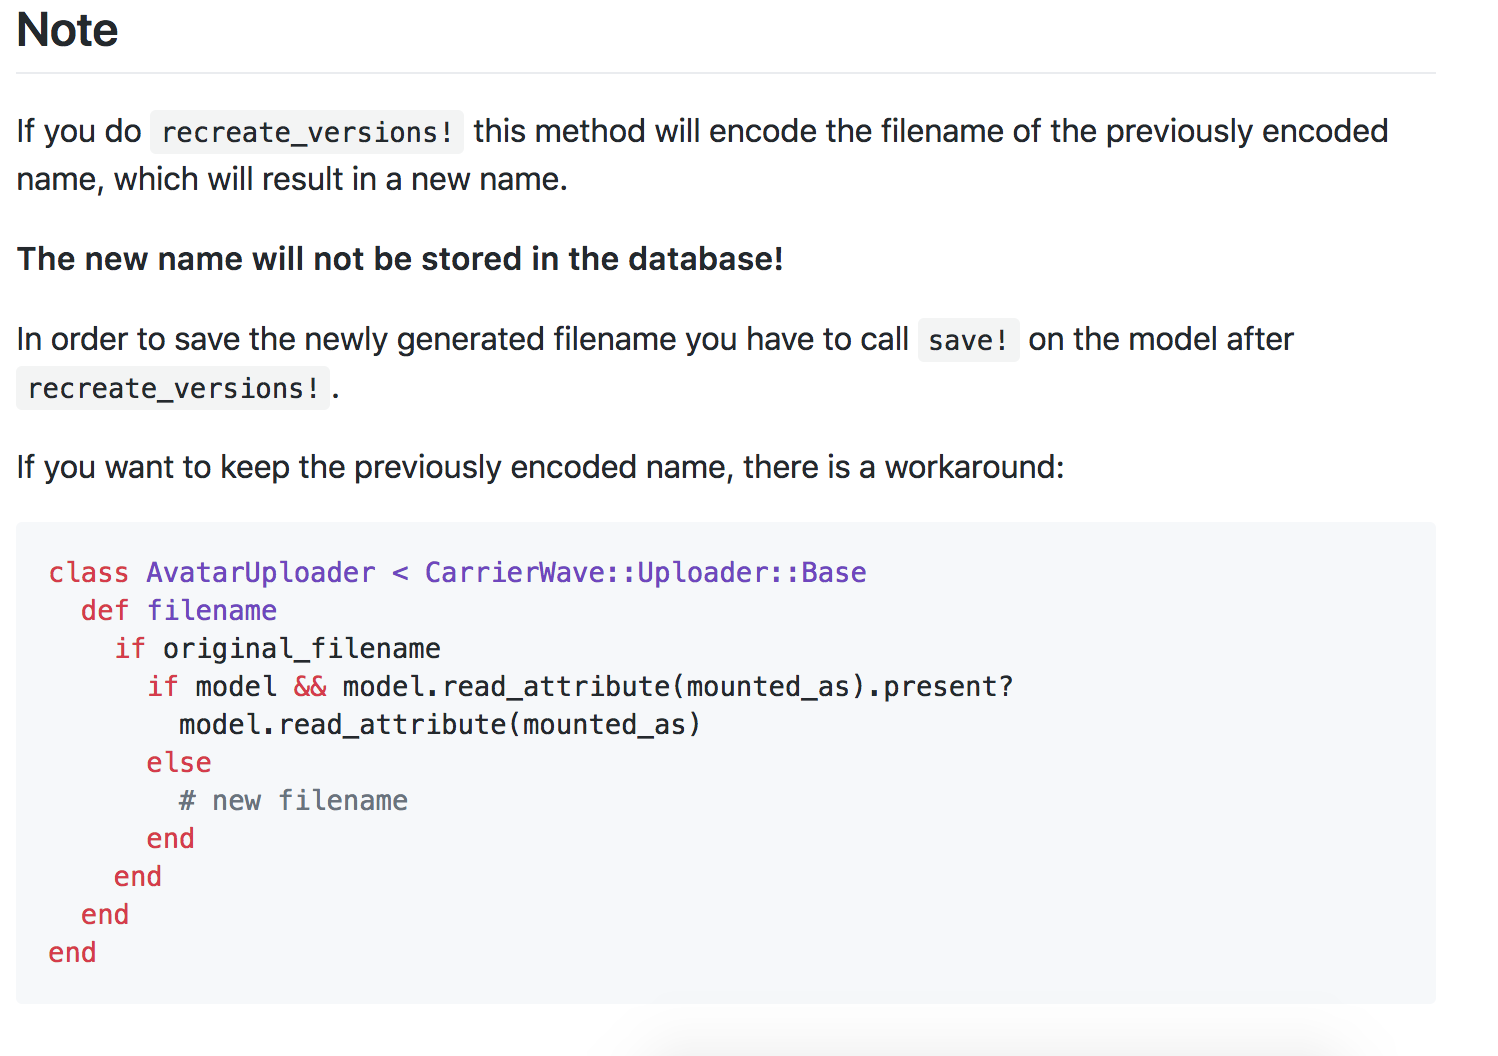 Note
If you do recreate_versions! this method will encode the filename of the previously encoded
name, which will result in a new name.
The new name will not be stored in the database!
In order to save the newly generated filename you have to call save! on the model after
recreate_versions!.
If you want to keep the previously encoded name, there is a workaround:
class AvatarUploader < CarrierWave::Uploader::Base
  def filename
    if original_filename
      if model && model.read_attribute(mounted_as).present?
        model.read_attribute(mounted_as)
      else
        # new filename
      end
    end
  end
end